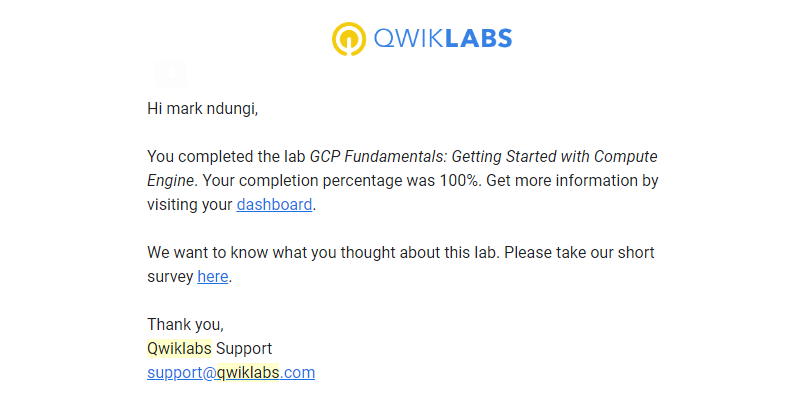 QWIKLABS
Hi mark ndungi,
You completed the lab GCP Fundamentals: Getting Started with Compute
Engine. Your completion percentage was 100%. Get more information by
visiting your dashboard.
We want to know what you thought about this lab. Please take our short
survey here.
Thank you,
Qwiklabs Support
support@qwiklabs.com